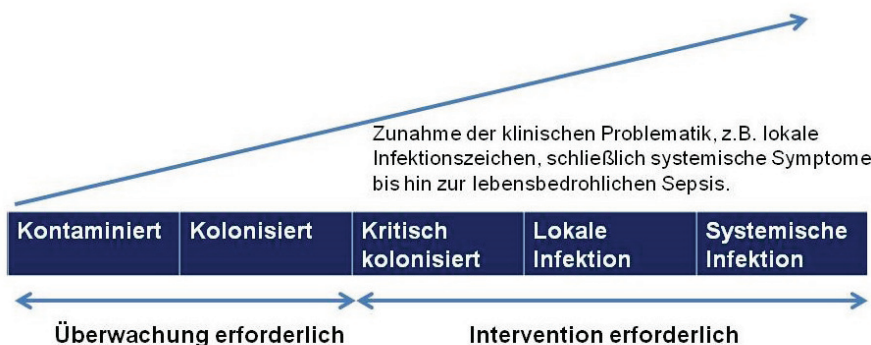 Zunahme der klinischen Problematik, z.B. lokale
Infektionszeichen, schließlich systemische Symptome
bis hin zur lebensbedrohlichen Sepsis.
Kontaminiert
Kolonisiert
Kritisch
kolonisiert
Lokale
Infektion
Systemische
Infektion
Überwachung erforderlich
Intervention erforderlich